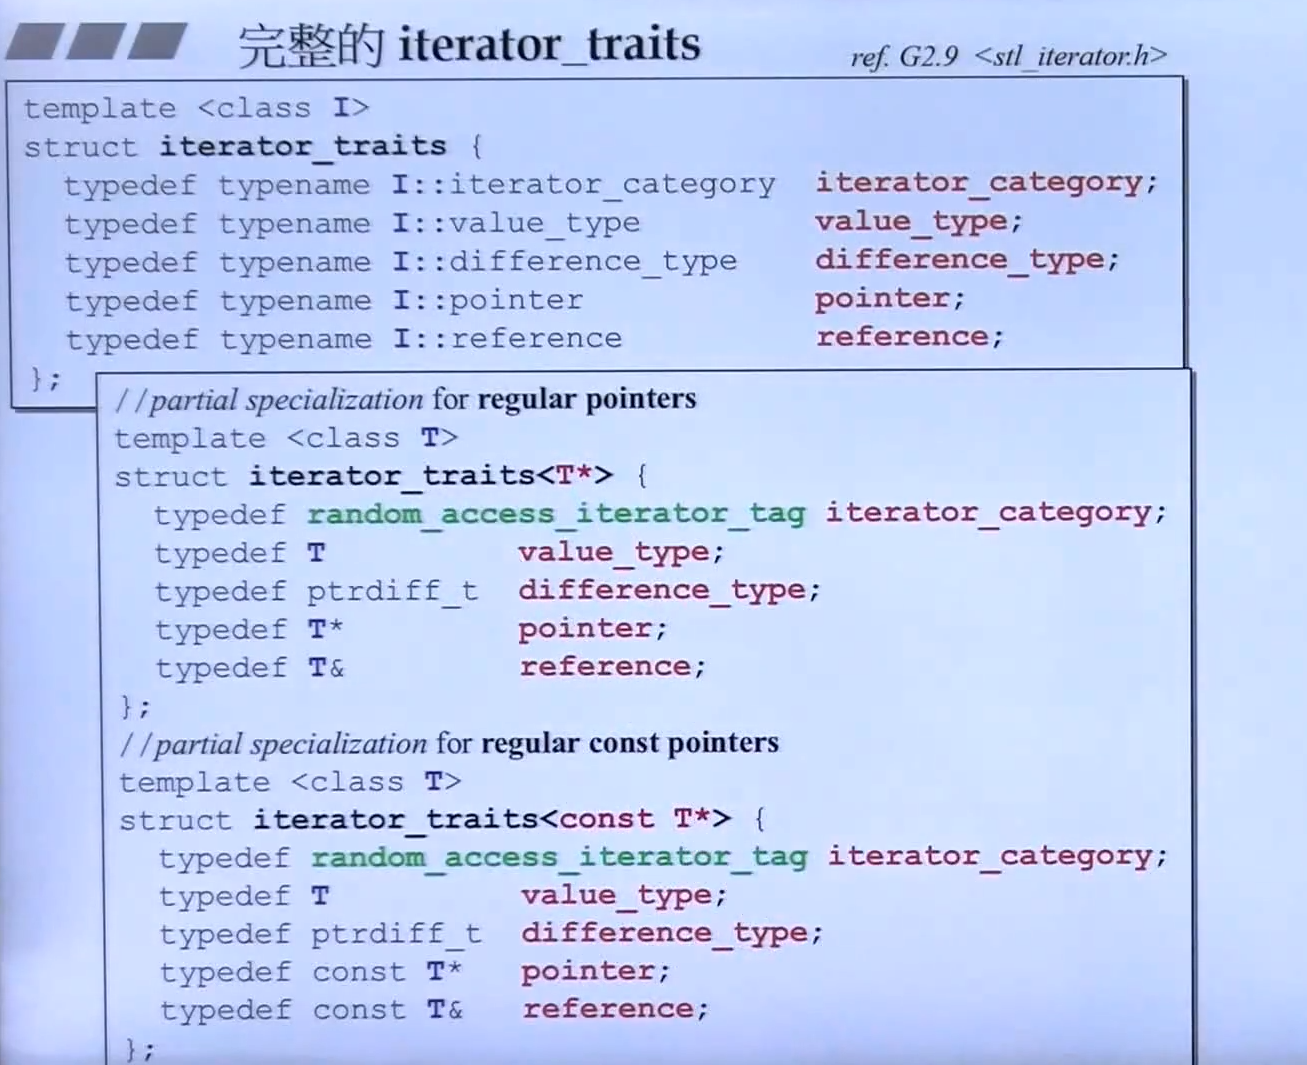 完整的 iterator_traits
ref. G2.9 <stl_iterator.h>
template <class I>
struct iterator_traits {
typedef typename I::iterator_category iterator_category;
typedef typename I::value_type value_type;
typedef typename I::difference_type difference_type;
typedef typename I::pointer pointer;
typedef typename I::reference reference;
};
//partial specialization for regular pointers
template <class T>
struct iterator_traits<T*> {
typedef random_access_iterator_tag iterator_category;
typedef T value_type;
typedef ptrdiff_t difference_type;
typedef T* pointer;
typedef T& reference;
};
//partial specialization for regular const pointers
template <class T>
struct iterator_traits<const T*> {
typedef random_access_iterator_tag iterator_category;
typedef T value_type;
typedef ptrdiff_t difference_type;
typedef const T* pointer;
typedef const T& reference;
};